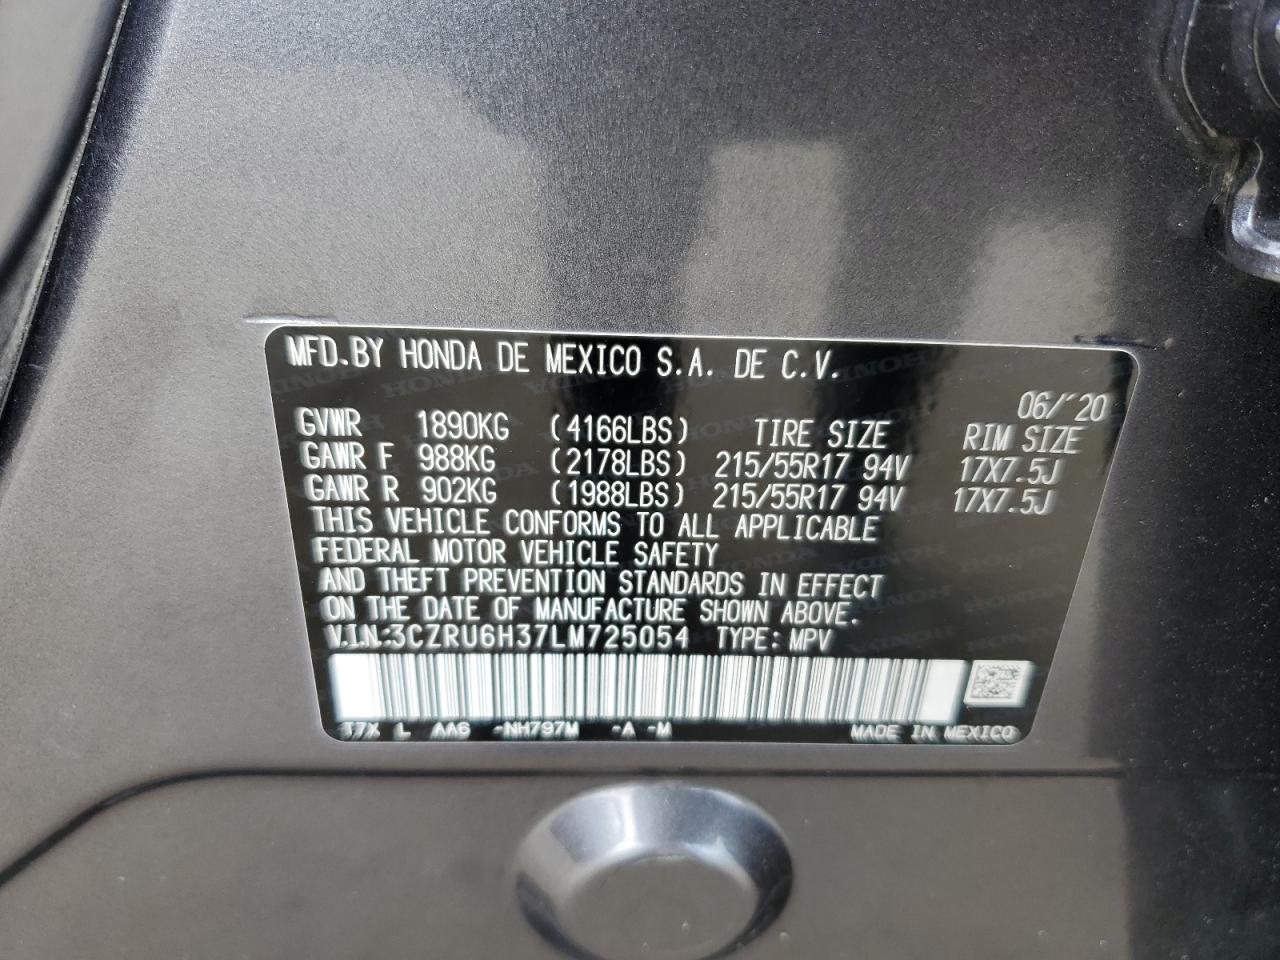 MFD.BY HONDA DE MEXICO S.A. DE C.V.
06/'20
GVWR 1890KG (4166LBS) TIRE SIZE RIM SIZE
GAWR F 988KG (2178LBS) 215/55R17 94V 17X7.5J
GAWR R 902KG (1988LBS) 215/55R17 94V 17X7.5J
THIS VEHICLE CONFORMS TO ALL APPLICABLE
FEDERAL MOTOR VEHICLE SAFETY
AND THEFT PREVENTION STANDARDS IN EFFECT
ON THE DATE OF MANUFACTURE SHOWN ABOVE.
V.I.N.:3CZRU6H37LM725054 TYPE: MPV
T7X L AA6 -NH797M -A -M MADE IN MEXICO